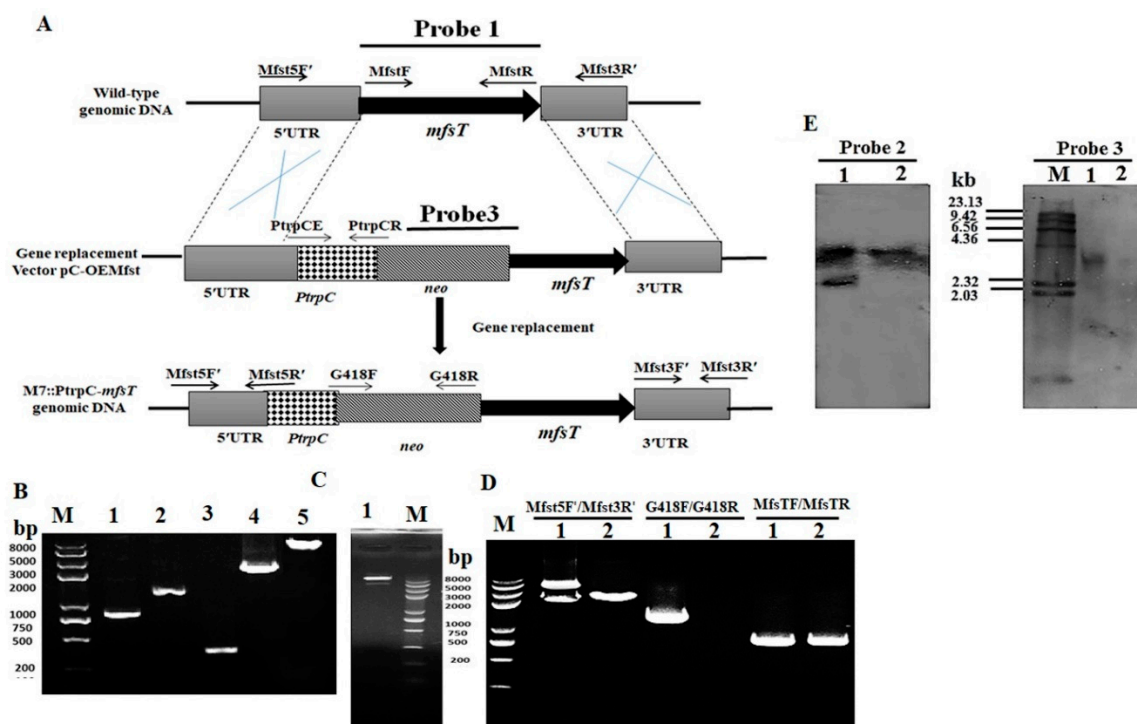 A
Probe 1
Mfst5F' MfstF MfstR Mfst3R'
Wild-type
genomic DNA
5'UTR mfsT 3'UTR
Probe3
PtrpCE PtrpCR
Gene replacement
Vector pC-OEMfst
5'UTR PtrpC neo mfsT 3'UTR
Gene replacement
Mfst5F' Mfst5R' G418F G418R Mfst3F' Mfst3R'
M7::PtrpC-mfsT
genomic DNA
5'UTR PtrpC neo mfsT 3'UTR
E
Probe 2 Probe 3
1 2 kb M 1 2
23.13
9.42
6.56
4.36
2.32
2.03
B
M 1 2 3 4 5
bp
8000
5000
3000
2000
1000
750
500
200
C
1 M
bp
8000
5000
3000
2000
1000
750
500
200
D
Mfst5F'/Mfst3R' G418F/G418R MfsTF/MfsTR
M 1 2 1 2 1 2